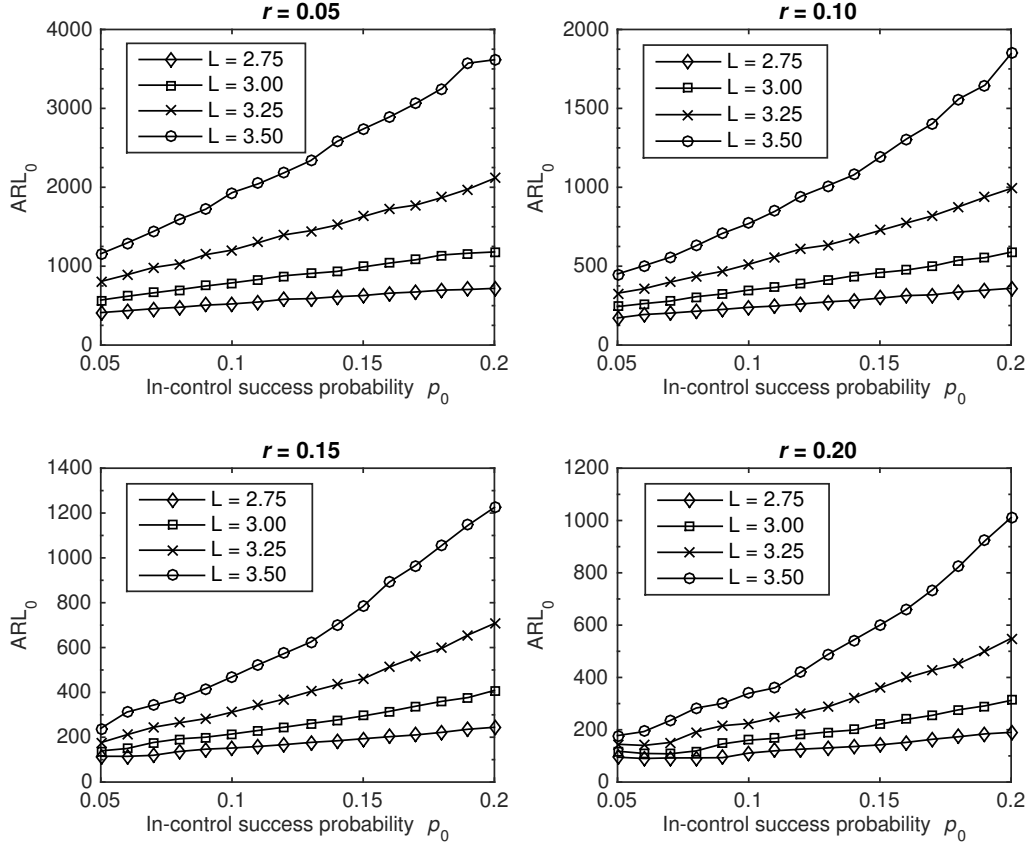 r = 0.05
4000
3000
2000
1000
0
ARL0
L = 2.75
L = 3.00
L = 3.25
L = 3.50
0.05 0.1 0.15 0.2
In-control success probability p0
r = 0.10
2000
1500
1000
500
0
ARL0
L = 2.75
L = 3.00
L = 3.25
L = 3.50
0.05 0.1 0.15 0.2
In-control success probability p0
r = 0.15
1400
1200
1000
800
600
400
200
0
ARL0
L = 2.75
L = 3.00
L = 3.25
L = 3.50
0.05 0.1 0.15 0.2
In-control success probability p0
r = 0.20
1200
1000
800
600
400
200
0
ARL0
L = 2.75
L = 3.00
L = 3.25
L = 3.50
0.05 0.1 0.15 0.2
In-control success probability p0